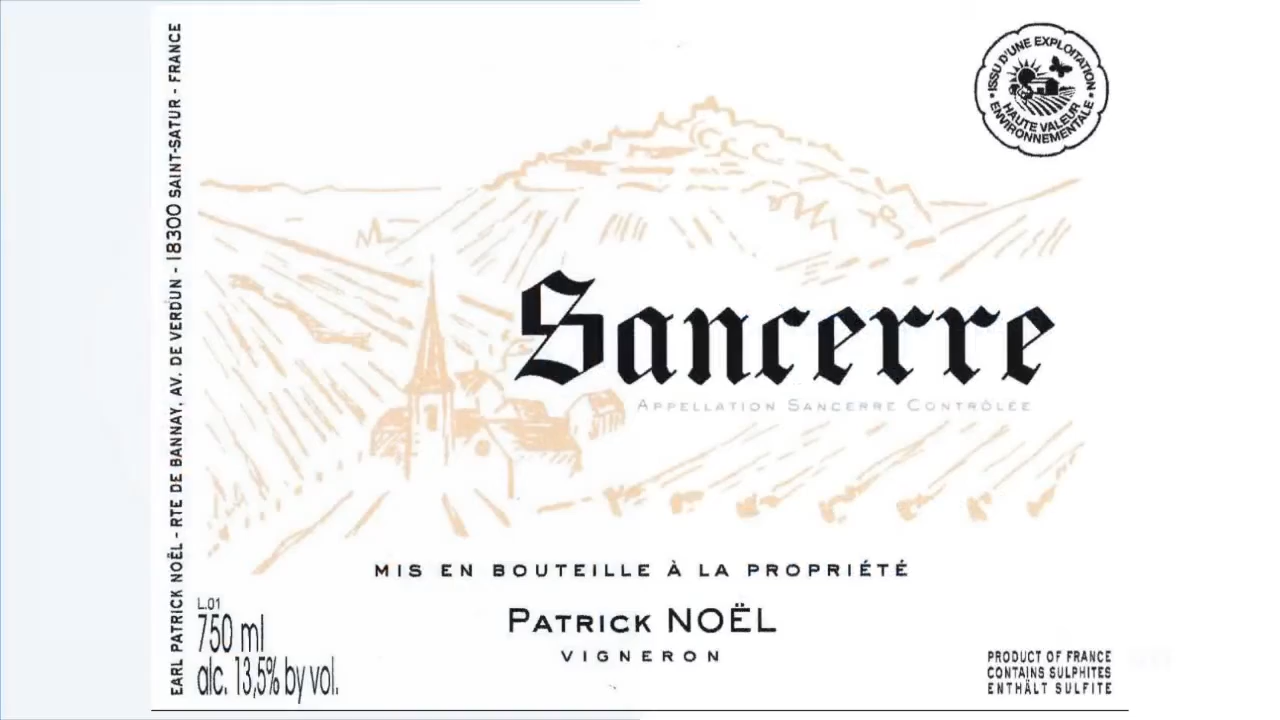 EARL PATRICK NOËL - RTE DE BANNAY, AV. DE VERDUN - 18300 SAINT-SATUR - FRANCE
ISSU D'UNE EXPLOITATION
HAUTE VALEUR
ENVIRONNEMENTALE
Sancerre
APPELLATION SANCERRE CONTRÔLÉE
MIS EN BOUTEILLE À LA PROPRIÉTÉ
PATRICK NOËL
VIGNERON
L.01
750 ml
alc. 13,5% by vol.
PRODUCT OF FRANCE
CONTAINS SULPHITES
ENTHÄLT SULFITE